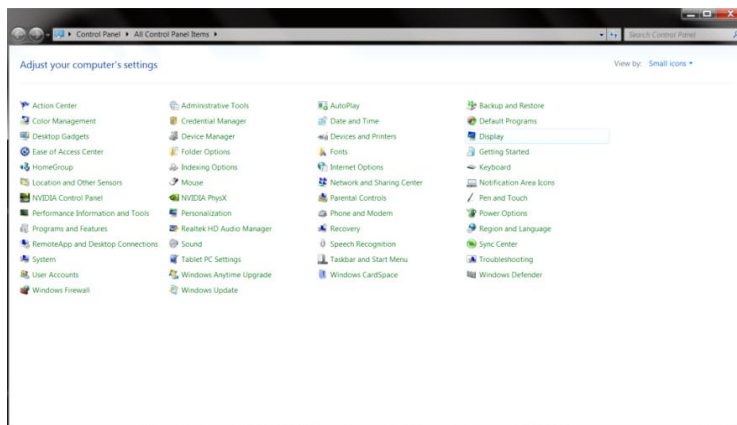 Control Panel ▸ All Control Panel Items ▸ Search Control Panel
Adjust your computer's settings View by: Small icons
Action Center Administrative Tools AutoPlay Backup and Restore
Color Management Credential Manager Date and Time Default Programs
Desktop Gadgets Device Manager Devices and Printers Display
Ease of Access Center Folder Options Fonts Getting Started
HomeGroup Indexing Options Internet Options Keyboard
Location and Other Sensors Mouse Network and Sharing Center Notification Area Icons
NVIDIA Control Panel NVIDIA PhysX Parental Controls Pen and Touch
Performance Information and Tools Personalization Phone and Modem Power Options
Programs and Features Realtek HD Audio Manager Recovery Region and Language
RemoteApp and Desktop Connections Sound Speech Recognition Sync Center
System Tablet PC Settings Taskbar and Start Menu Troubleshooting
User Accounts Windows Anytime Upgrade Windows CardSpace Windows Defender
Windows Firewall Windows Update